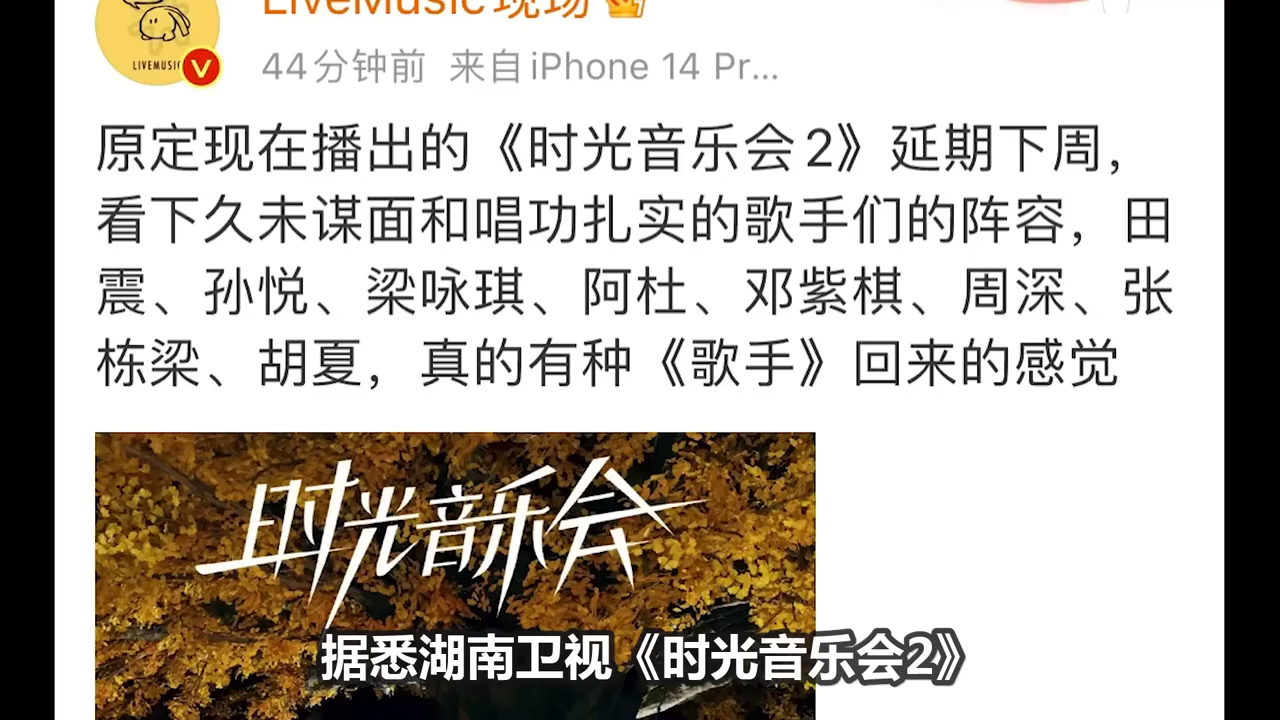 LiveMusic现场
LIVEMUSIC
44分钟前 来自iPhone 14 Pr...
原定现在播出的《时光音乐会2》延期下周，
看下久未谋面和唱功扎实的歌手们的阵容，田
震、孙悦、梁咏琪、阿杜、邓紫棋、周深、张
栋梁、胡夏，真的有种《歌手》回来的感觉
时光音乐会
据悉湖南卫视《时光音乐会2》